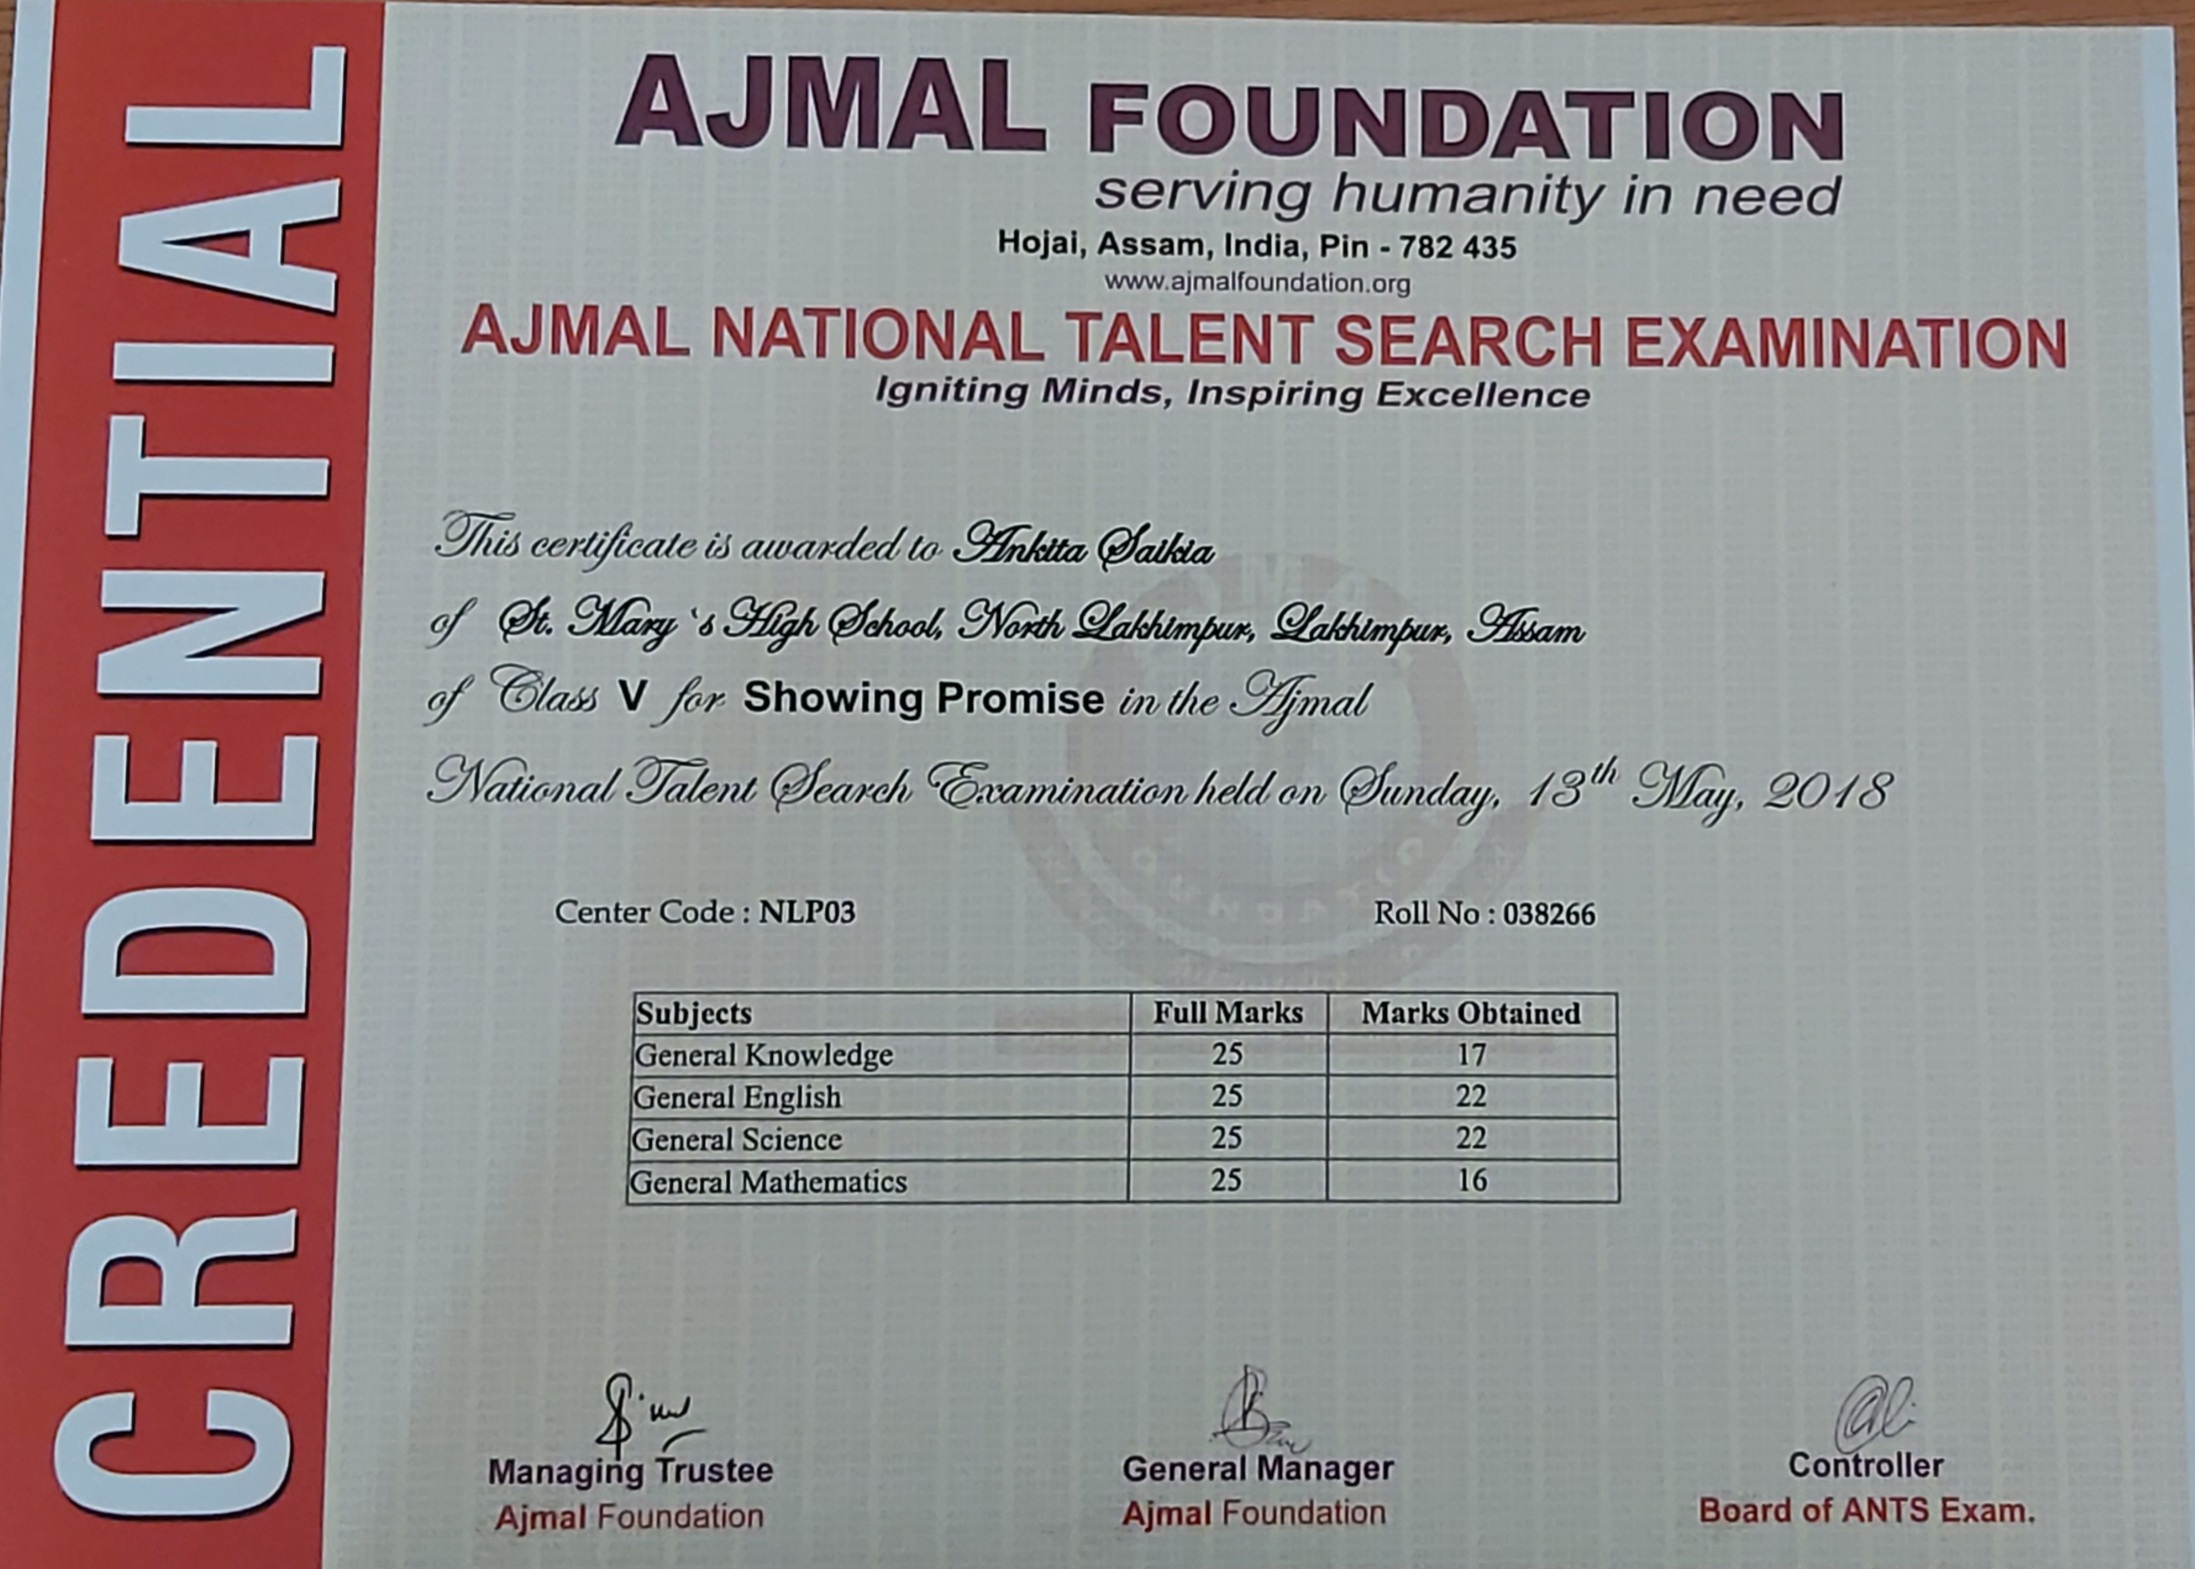 CREDENTIAL
AJMAL FOUNDATION
serving humanity in need
Hojai, Assam, India, Pin - 782 435
www.ajmalfoundation.org
AJMAL NATIONAL TALENT SEARCH EXAMINATION
Igniting Minds, Inspiring Excellence
This certificate is awarded to Ankita Saikia
of St. Mary 's High School, North Lakhimpur, Lakhimpur, Assam
of Class V for Showing Promise in the Ajmal
National Talent Search Examination held on Sunday, 13th May, 2018
Center Code : NLP03 Roll No : 038266
Subjects Full Marks Marks Obtained
General Knowledge 25 17
General English 25 22
General Science 25 22
General Mathematics 25 16
Managing Trustee General Manager Controller
Ajmal Foundation Ajmal Foundation Board of ANTS Exam.